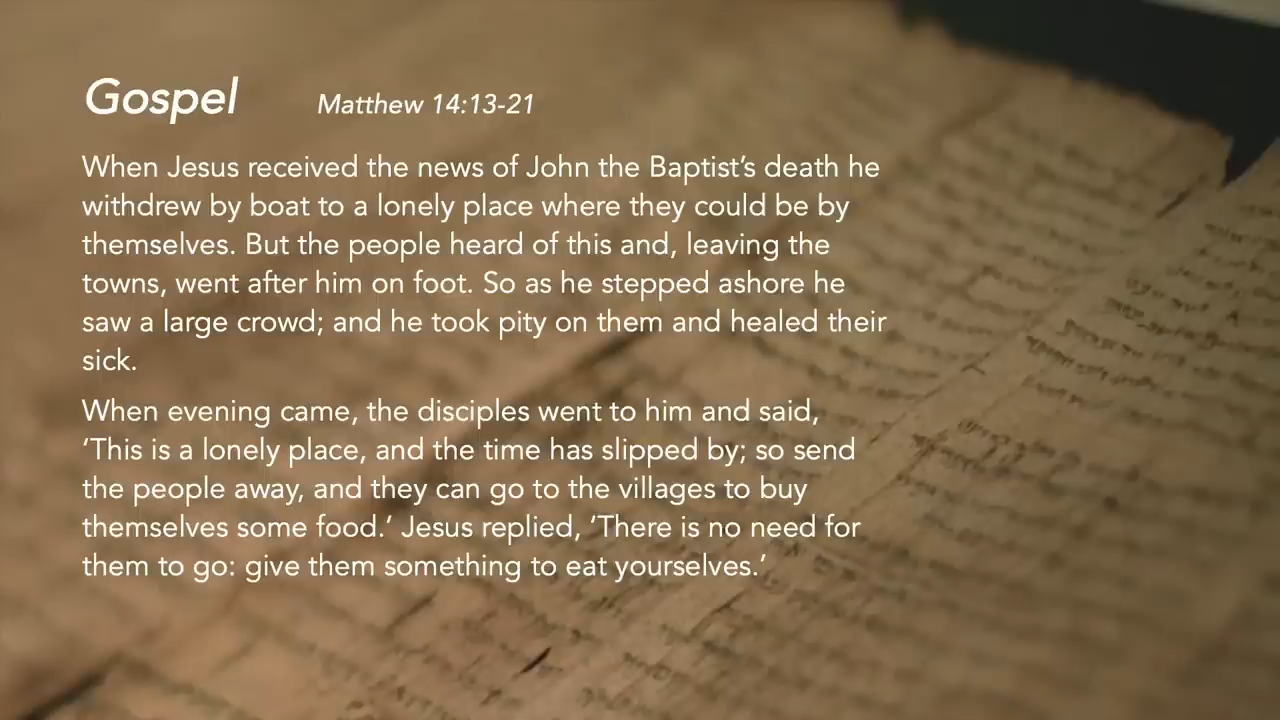 Gospel Matthew 14:13-21
When Jesus received the news of John the Baptist’s death he
withdrew by boat to a lonely place where they could be by
themselves. But the people heard of this and, leaving the
towns, went after him on foot. So as he stepped ashore he
saw a large crowd; and he took pity on them and healed their
sick.
When evening came, the disciples went to him and said,
‘This is a lonely place, and the time has slipped by; so send
the people away, and they can go to the villages to buy
themselves some food.’ Jesus replied, ‘There is no need for
them to go: give them something to eat yourselves.’